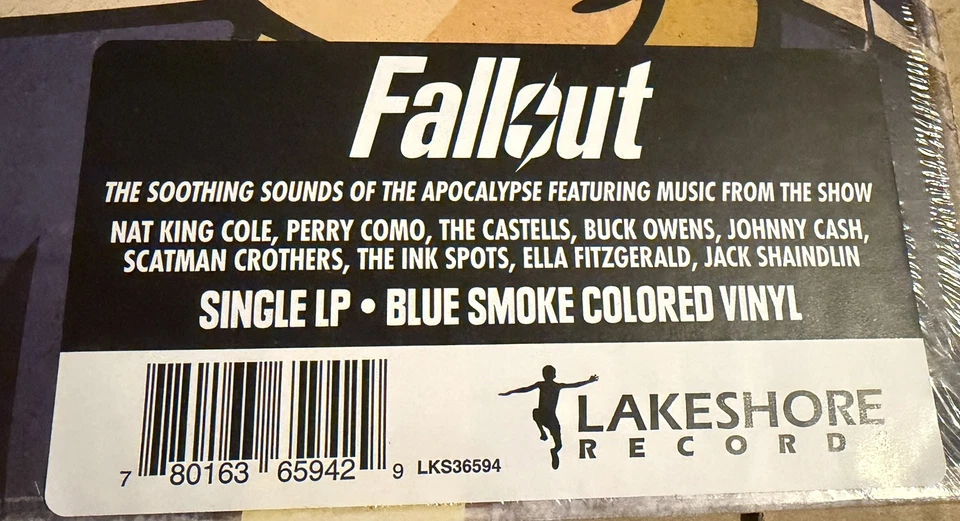 Fallout
THE SOOTHING SOUNDS OF THE APOCALYPSE FEATURING MUSIC FROM THE SHOW
NAT KING COLE, PERRY COMO, THE CASTELLS, BUCK OWENS, JOHNNY CASH,
SCATMAN CROTHERS, THE INK SPOTS, ELLA FITZGERALD, JACK SHAINDLIN
SINGLE LP • BLUE SMOKE COLORED VINYL
LAKESHORE
RECORD
7 80163 65942 9 LKS36594